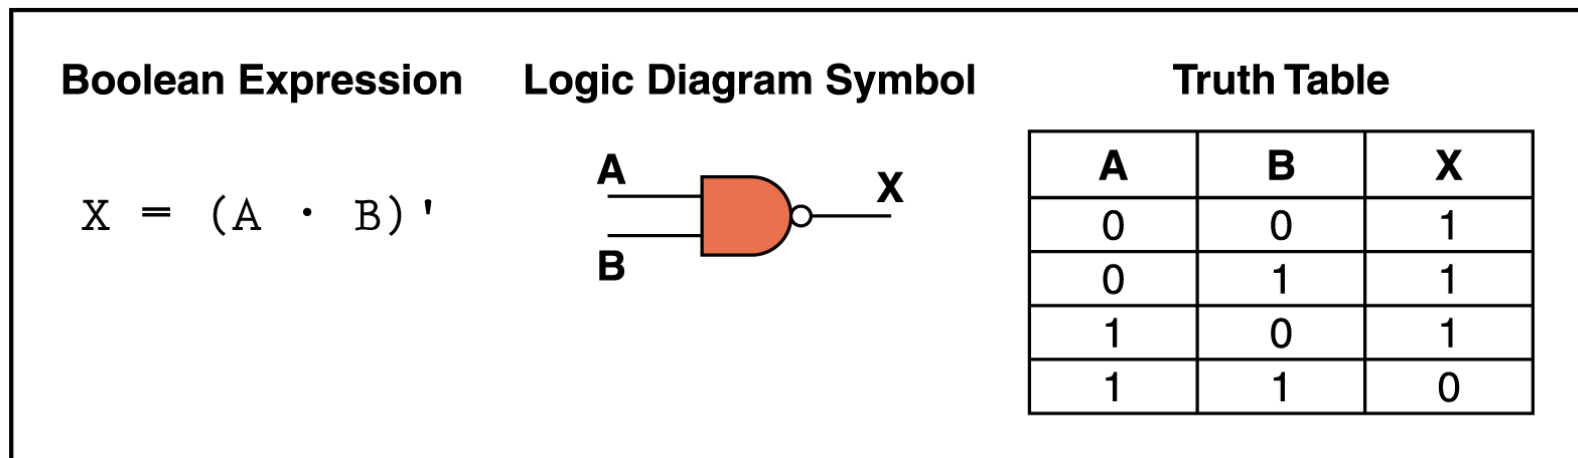 Boolean Expression
Logic Diagram Symbol
Truth Table
X = (A · B)'
A
B
X
A B X
0 0 1
0 1 1
1 0 1
1 1 0